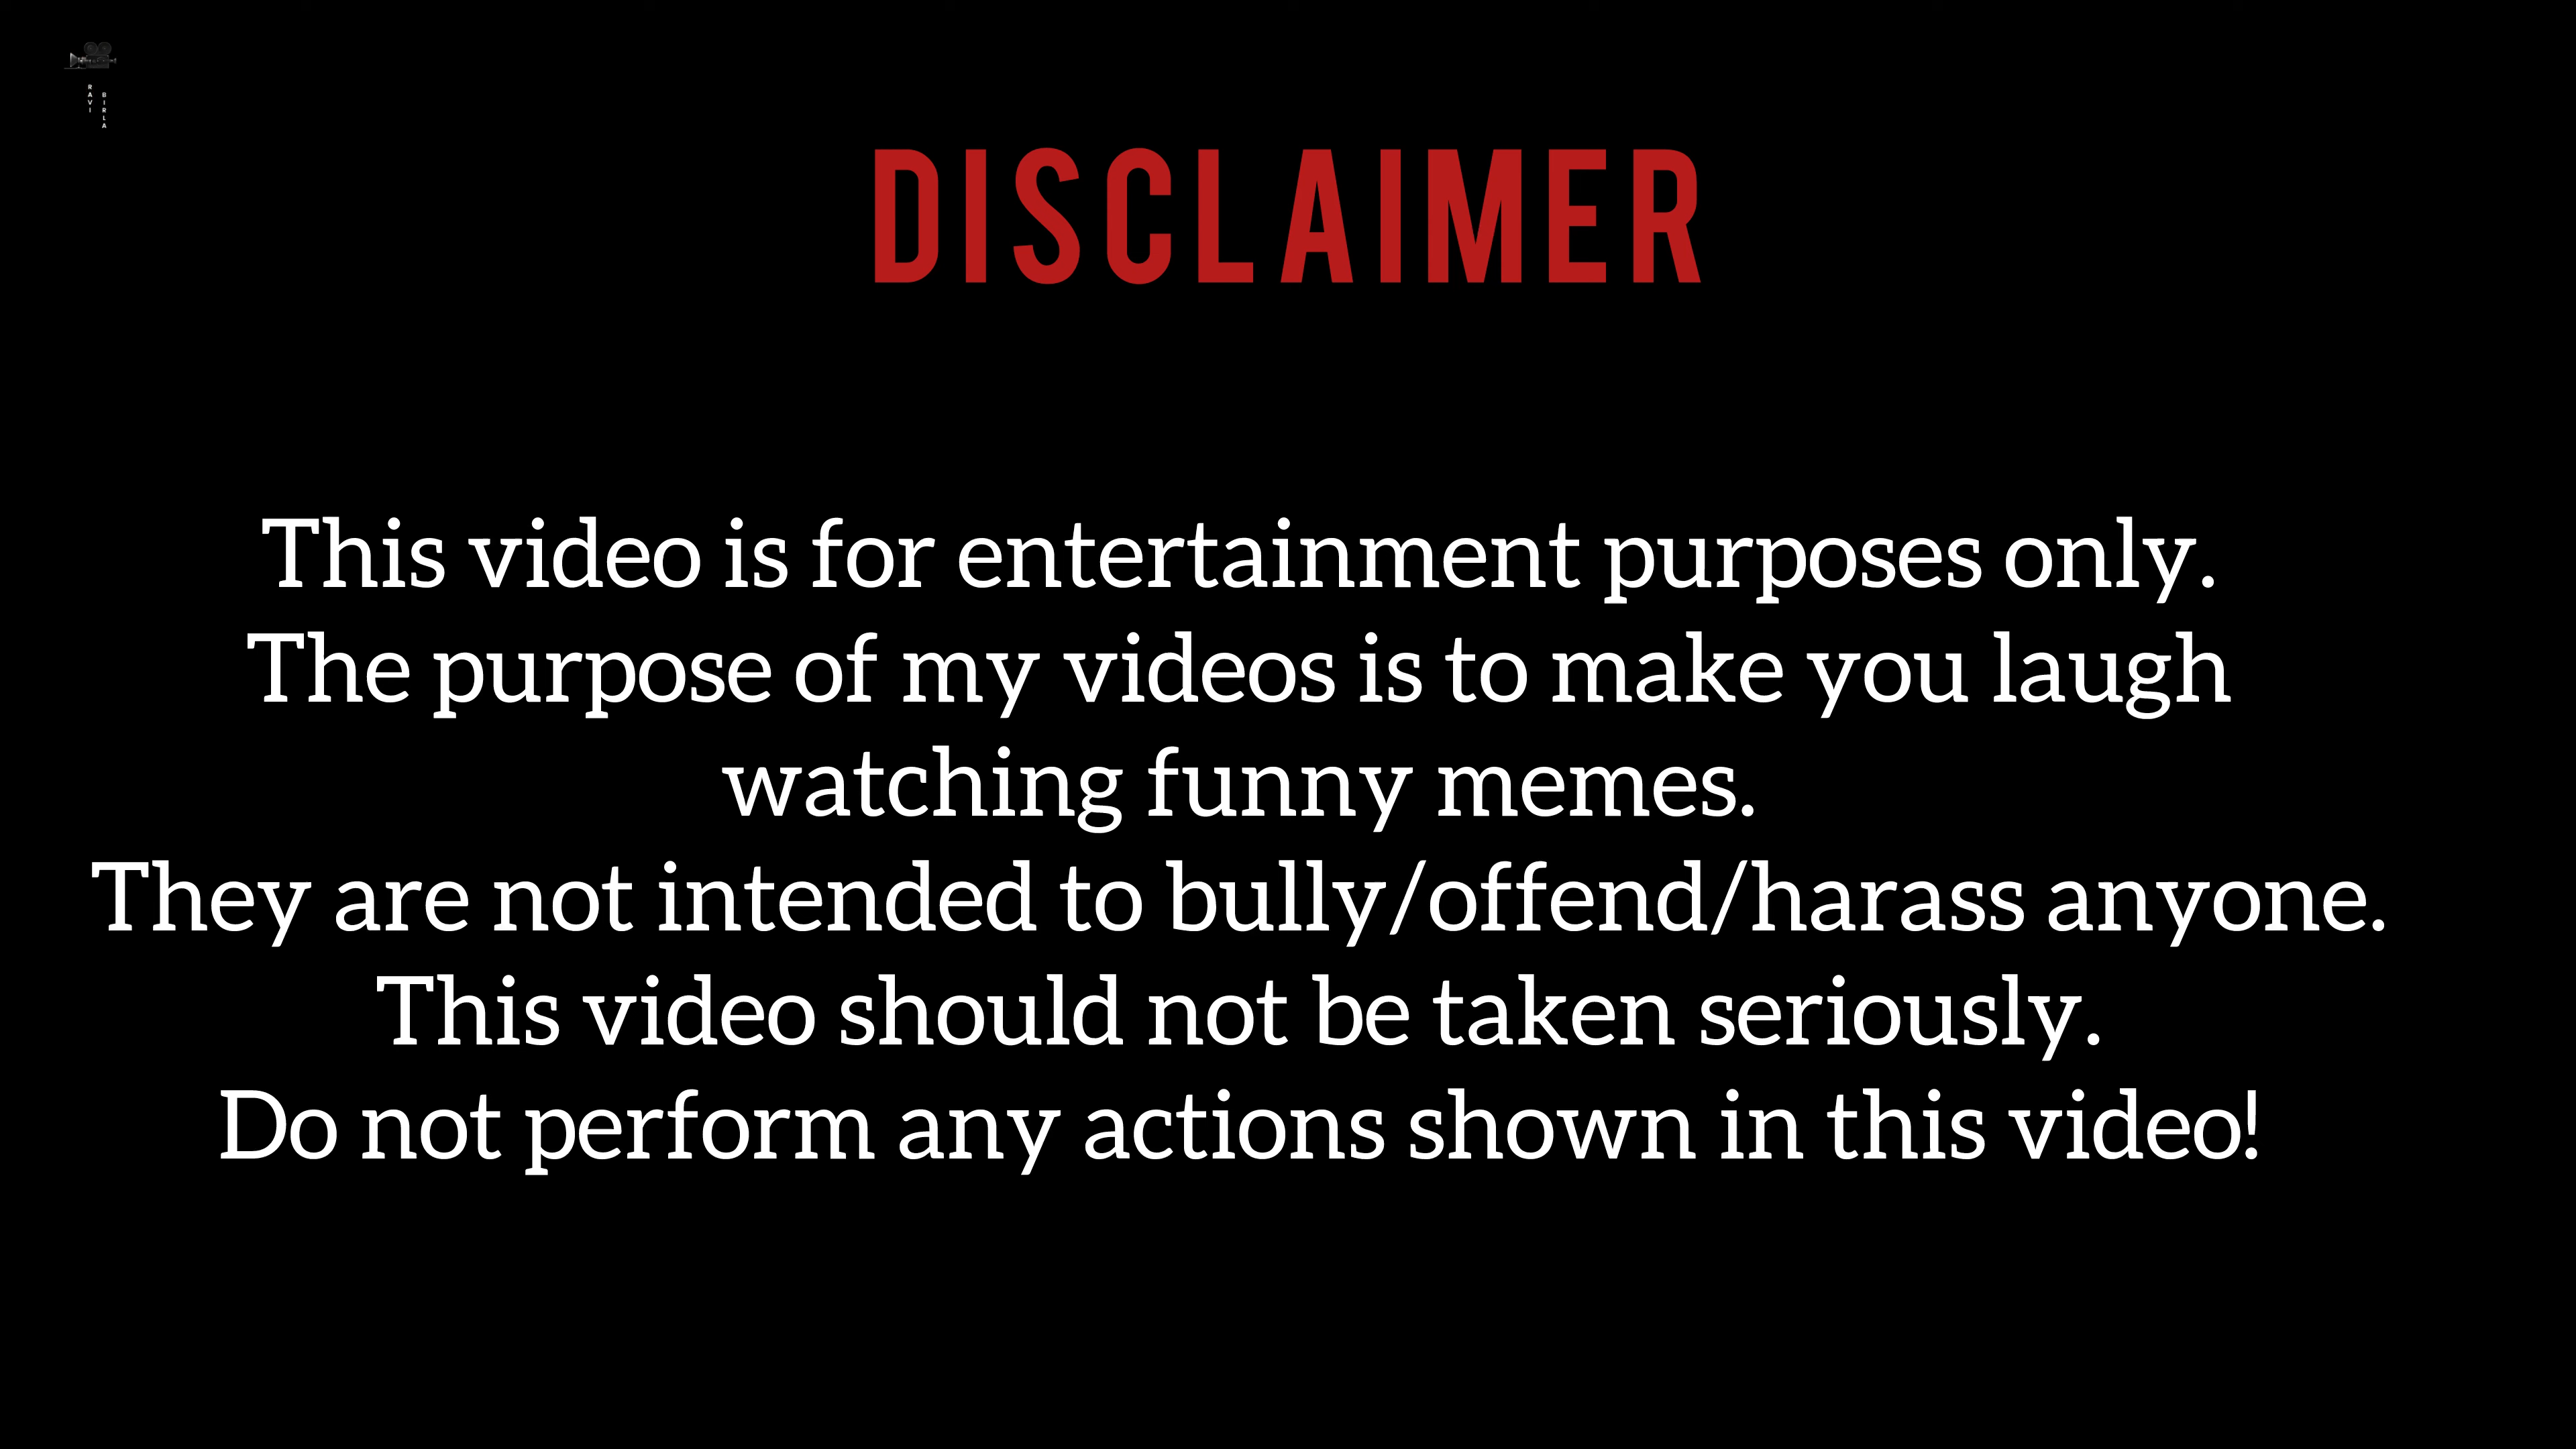 RAVI
BIRLA
DISCLAIMER
This video is for entertainment purposes only.
The purpose of my videos is to make you laugh
watching funny memes.
They are not intended to bully/offend/harass anyone.
This video should not be taken seriously.
Do not perform any actions shown in this video!